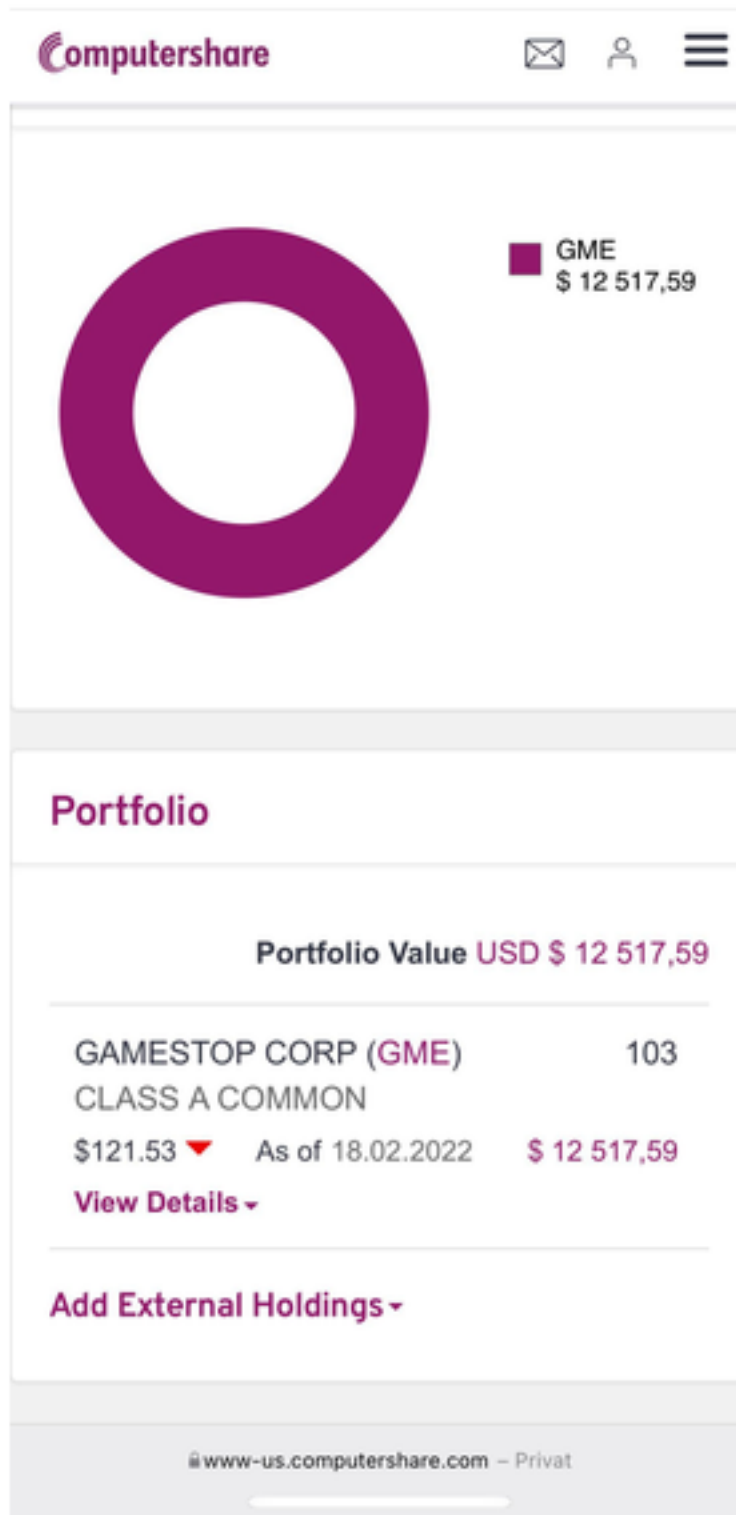 Computershare
GME
$ 12 517,59
Portfolio
Portfolio Value USD $ 12 517,59
GAMESTOP CORP (GME) 103
CLASS A COMMON
$121.53 As of 18.02.2022 $ 12 517,59
View Details
Add External Holdings
www-us.computershare.com – Privat